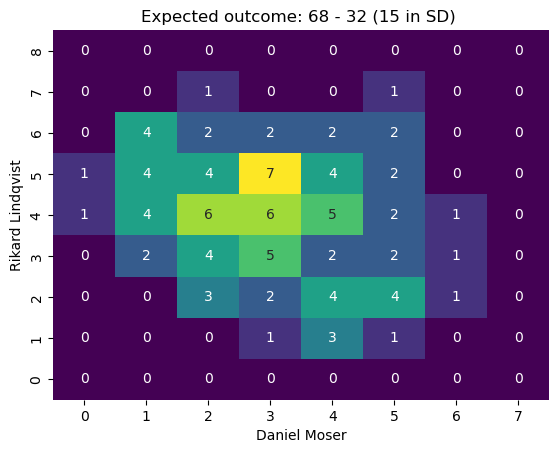 Expected outcome: 68 - 32 (15 in SD)
8 0 0 0 0 0 0 0 0
7 0 0 1 0 0 1 0 0
6 0 4 2 2 2 2 0 0
5 1 4 4 7 4 2 0 0
4 1 4 6 6 5 2 1 0
3 0 2 4 5 2 2 1 0
2 0 0 3 2 4 4 1 0
1 0 0 0 1 3 1 0 0
0 0 0 0 0 0 0 0 0
0 1 2 3 4 5 6 7
Rikard Lindqvist
Daniel Moser